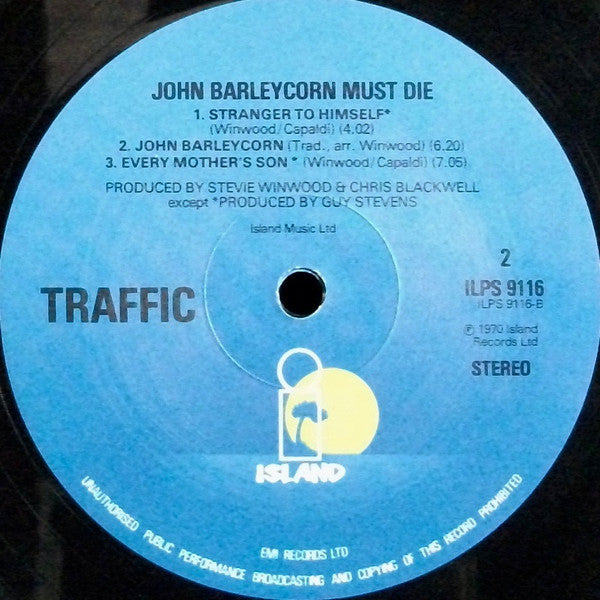 JOHN BARLEYCORN MUST DIE
1. STRANGER TO HIMSELF*
(Winwood/Capaldi) (4.02)
2. JOHN BARLEYCORN (Trad., arr. Winwood) (6.20)
3. EVERY MOTHER'S SON * (Winwood/Capaldi) (7.05)
PRODUCED BY STEVIE WINWOOD & CHRIS BLACKWELL
except *PRODUCED BY GUY STEVENS
Island Music Ltd
TRAFFIC
2
ILPS 9116
ILPS 9116-B
℗ 1970 Island
Records Ltd
STEREO
ISLAND
EMI RECORDS LTD
UNAUTHORISED PUBLIC PERFORMANCE BROADCASTING AND COPYING OF THIS RECORD PROHIBITED